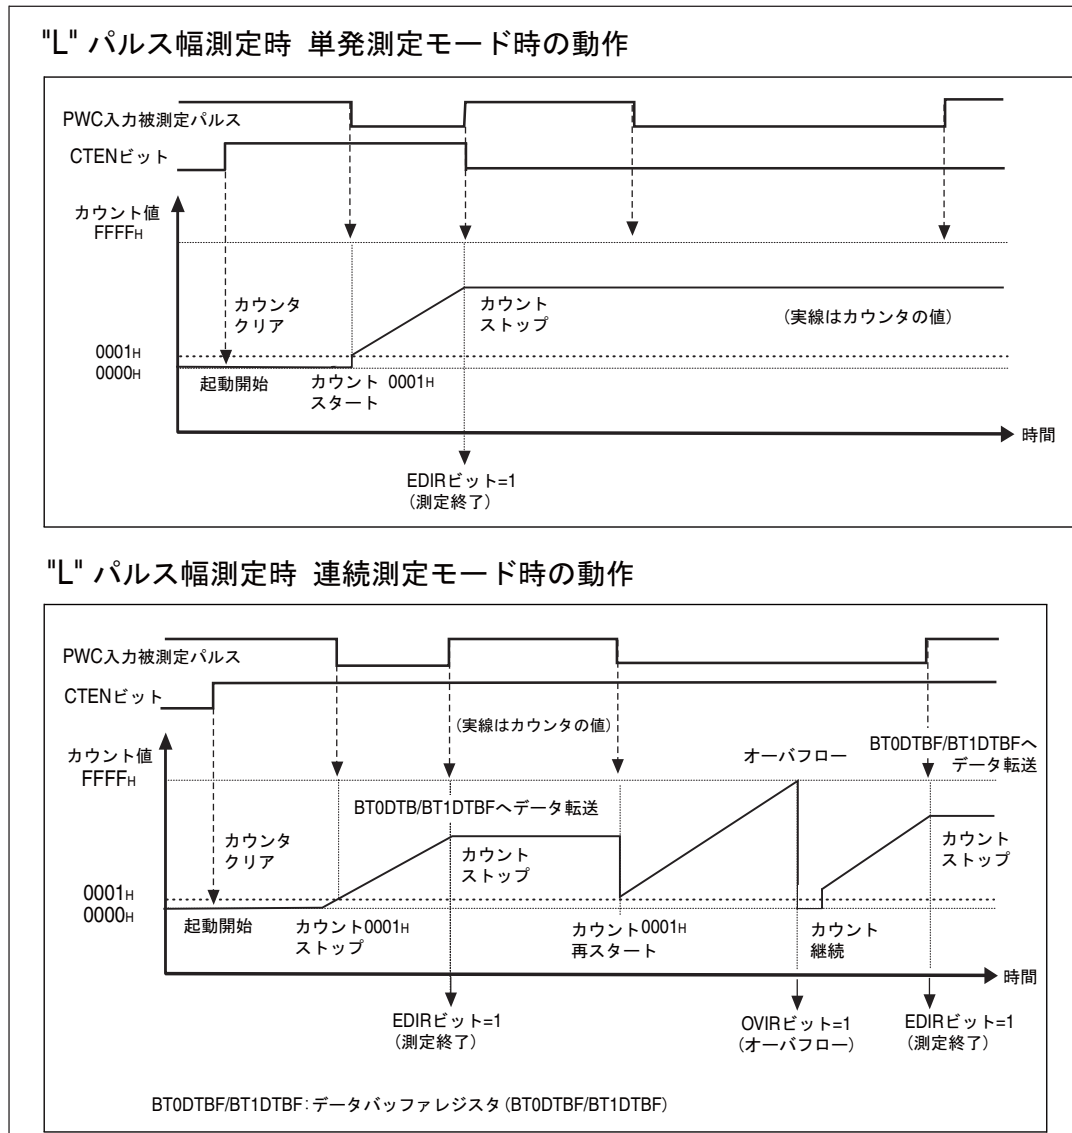 "L" パルス幅測定時 単発測定モード時の動作
PWC入力被測定パルス
CTENビット
カウント値
FFFFH
カウンタ
クリア
カウント
ストップ
(実線はカウンタの値)
0001H
0000H
起動開始
カウント 0001H
スタート
時間
EDIRビット=1
(測定終了)
"L" パルス幅測定時 連続測定モード時の動作
PWC入力被測定パルス
CTENビット
(実線はカウンタの値)
カウント値
FFFFH
オーバフロー
BT0DTBF/BT1DTBFへ
データ転送
BT0DTB/BT1DTBFへデータ転送
カウンタ
クリア
カウント
ストップ
カウント
ストップ
0001H
0000H
起動開始
カウント0001H
ストップ
カウント0001H
再スタート
カウント
継続
時間
EDIRビット=1
(測定終了)
OVIRビット=1
(オーバフロー)
EDIRビット=1
(測定終了)
BT0DTBF/BT1DTBF:データバッファレジスタ(BT0DTBF/BT1DTBF)